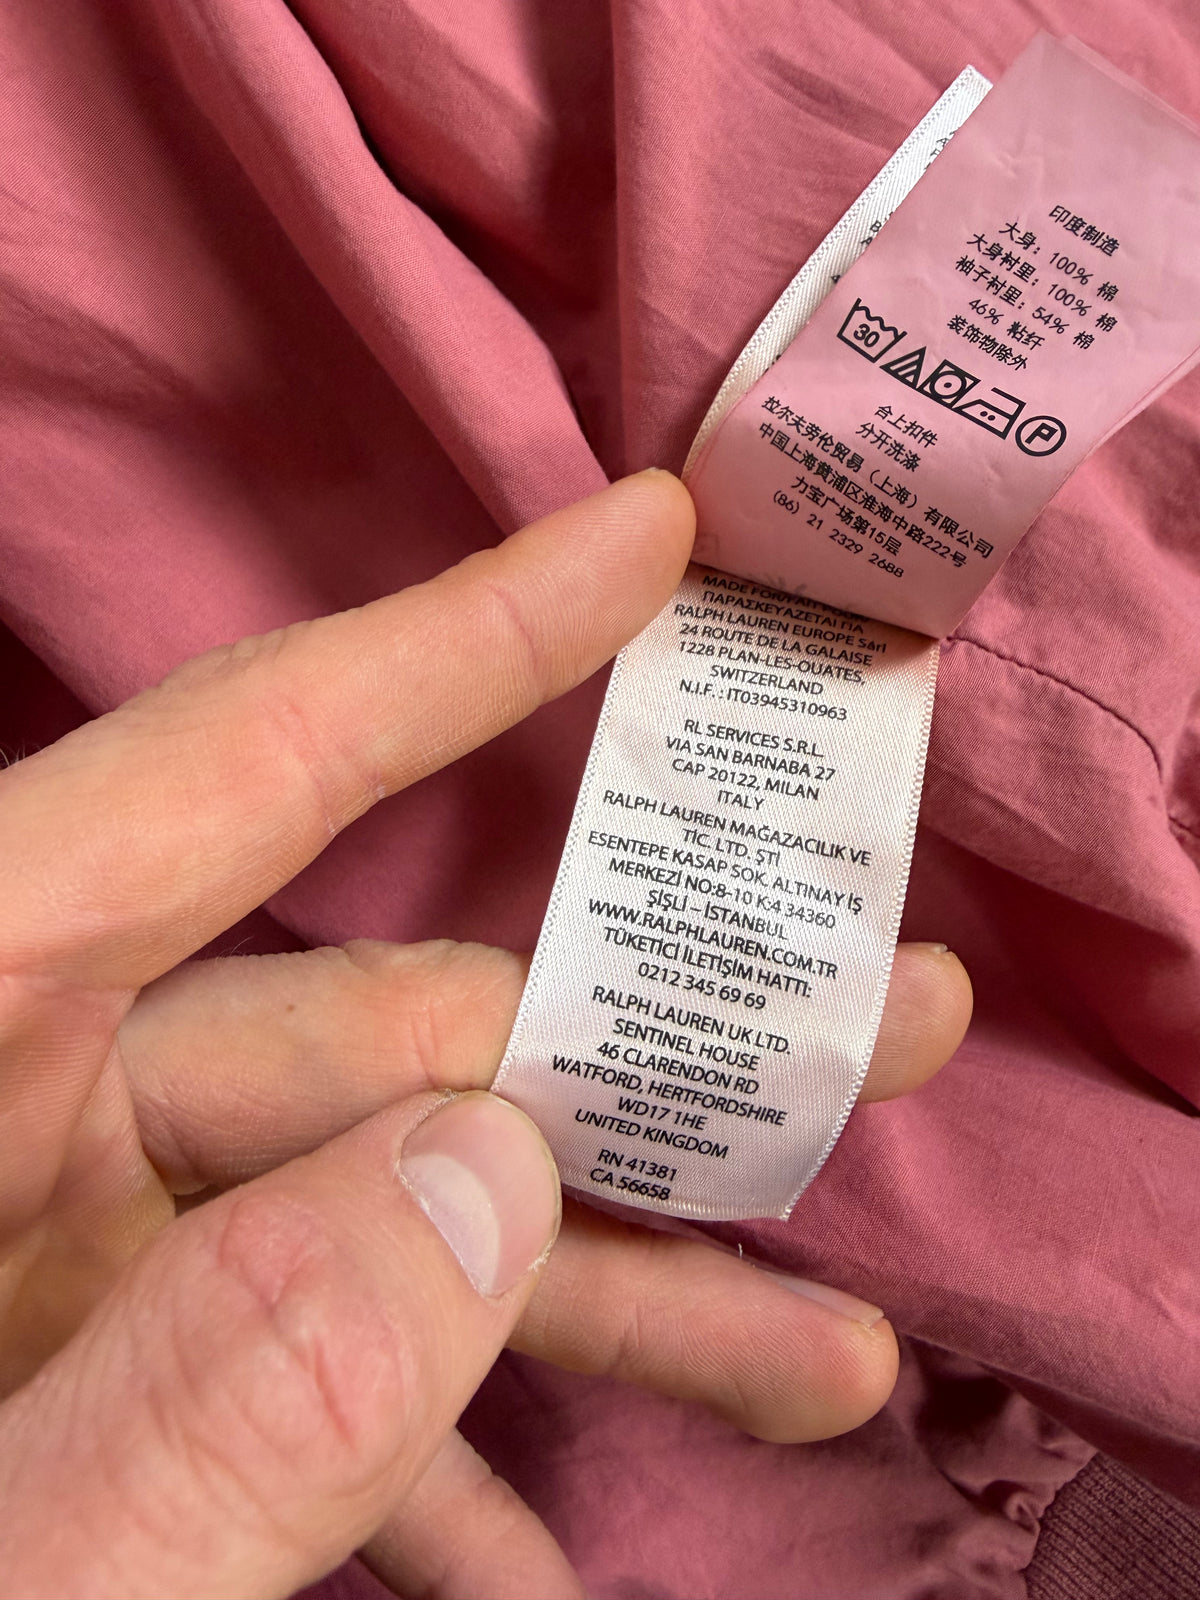 印度制造
大身: 100% 棉
大身村里: 100% 棉
袖子村里: 54% 棉
46% 粘纤
装饰物除外
30
P
合上扣件
分开洗涤
拉尔夫劳伦贸易（上海）有限公司
中国上海黄浦区淮海中路222号
力宝广场第15层
(86) 21 2329 2688
MADE FOR/FAIT POUR/
ΠΑΡΑΣΚΕΥΑΖΕΤΑΙ ΓΙΑ
RALPH LAUREN EUROPE Sàrl
24 ROUTE DE LA GALAISE
1228 PLAN-LES-OUATES,
SWITZERLAND
N.I.F. : IT03945310963
RL SERVICES S.R.L.
VIA SAN BARNABA 27
CAP 20122, MILAN
ITALY
RALPH LAUREN MAĞAZACILIK VE
TİC. LTD. ŞTİ
ESENTEPE KASAP SOK. ALTINAY İŞ
MERKEZİ NO:8-10 K:4 34360
ŞİŞLİ – İSTANBUL
WWW.RALPHLAUREN.COM.TR
TÜKETİCİ İLETİŞİM HATTI:
0212 345 69 69
RALPH LAUREN UK LTD.
SENTINEL HOUSE
46 CLARENDON RD
WATFORD, HERTFORDSHIRE
WD17 1HE
UNITED KINGDOM
RN 41381
CA 56658